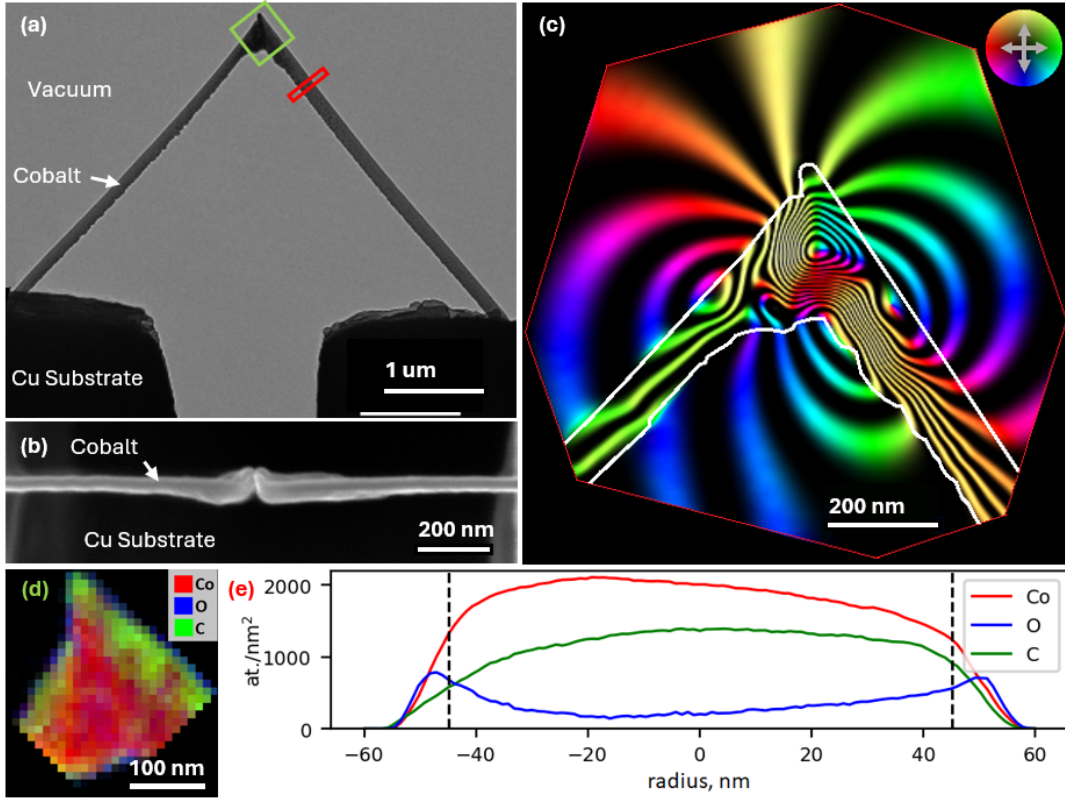 (a)
Vacuum
Cobalt
Cu Substrate
1 um
(b)
Cobalt
Cu Substrate
200 nm
(c)
200 nm
(d)
Co
O
C
100 nm
(e)
at./nm²
2000
1000
0
Co
O
C
−60 −40 −20 0 20 40 60
radius, nm